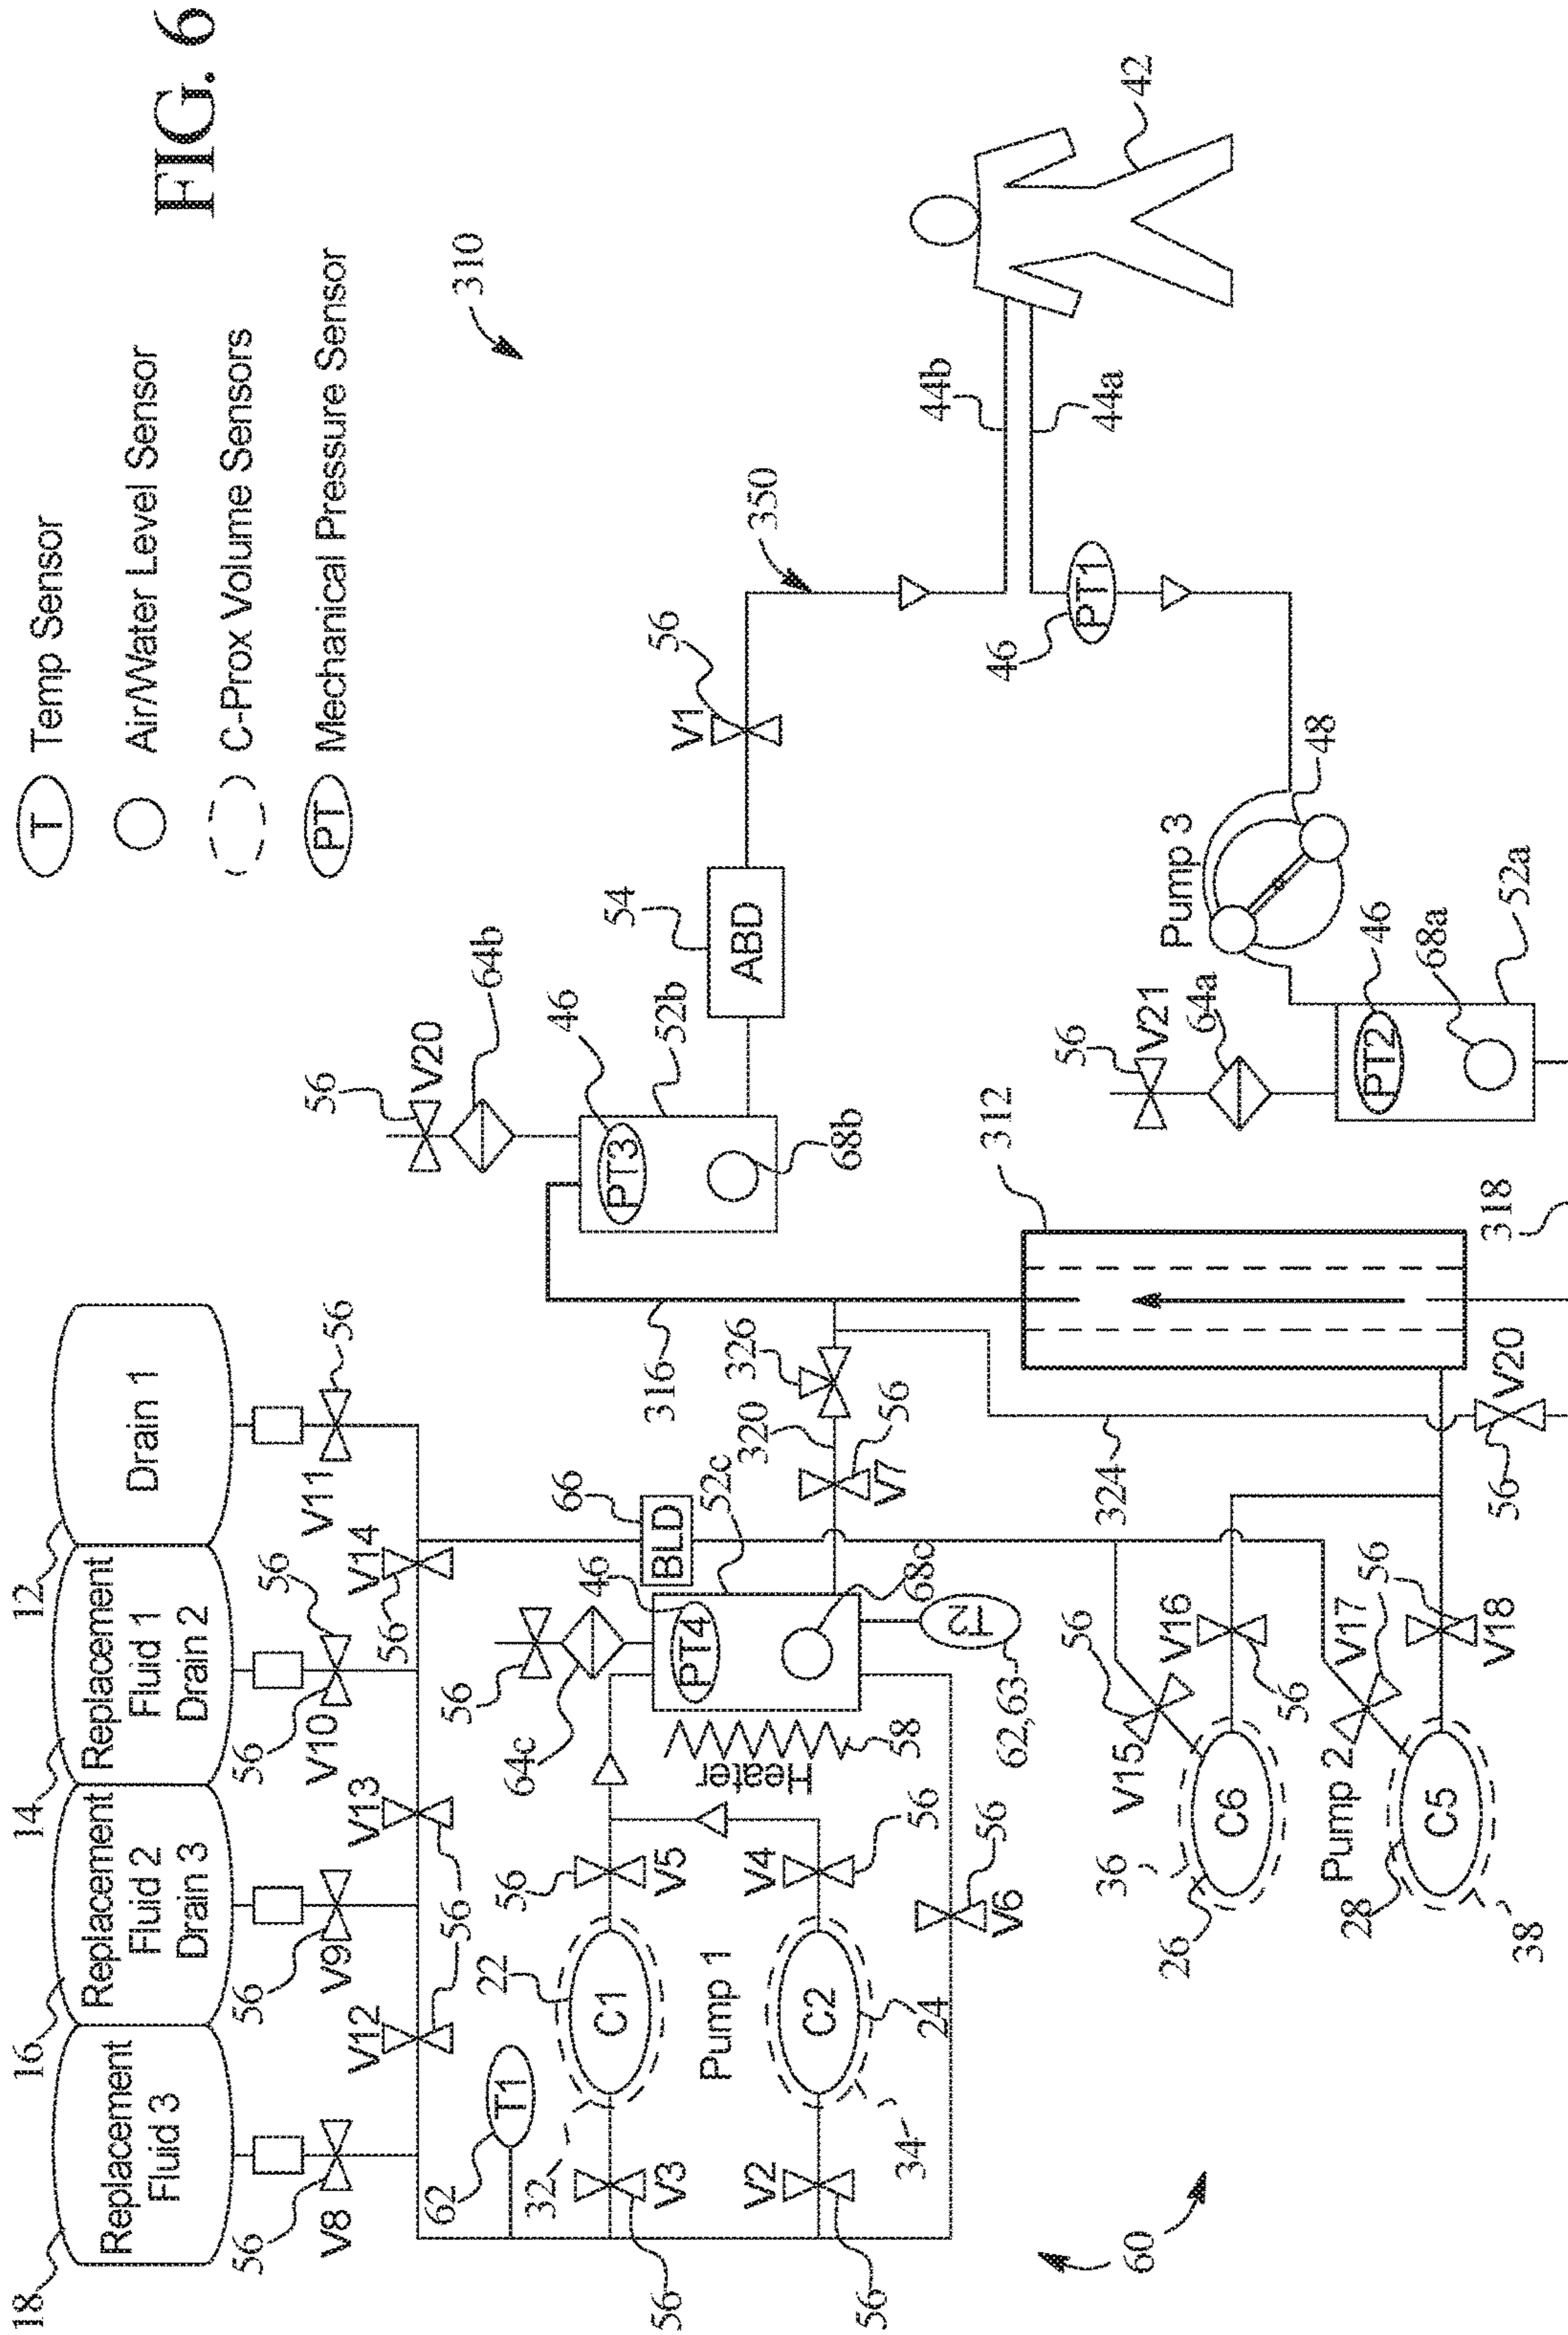 FIG. 6
T Temp Sensor
Air/Water Level Sensor
C-Prox Volume Sensors
PT Mechanical Pressure Sensor
310
18
16
14
12
Replacement
Fluid 3
Replacement
Fluid 2
Drain 3
Replacement
Fluid 1
Drain 2
Drain 1
56
V8
56
V9
56
V10
56
V11
56
V12
56
V13
56
V14
56
62
T1
32
22
C1
V3
56
56
V5
Pump 1
V2
56
C2
24
34
V4
56
V6
56
60
56
64c
46
PT4
52c
68c
Heater
58
T2
62,63
66
BLD
V7
56
320
326
316
324
56
V20
64b
46
PT3
52b
68b
54
ABD
V1
56
350
44b
44a
42
46
PT1
Pump 3
48
56
V21
64a
46
PT2
68a
52a
312
318
56
V20
36
26
C6
V15
56
V16
56
Pump 2
28
C5
38
V17
56
V18